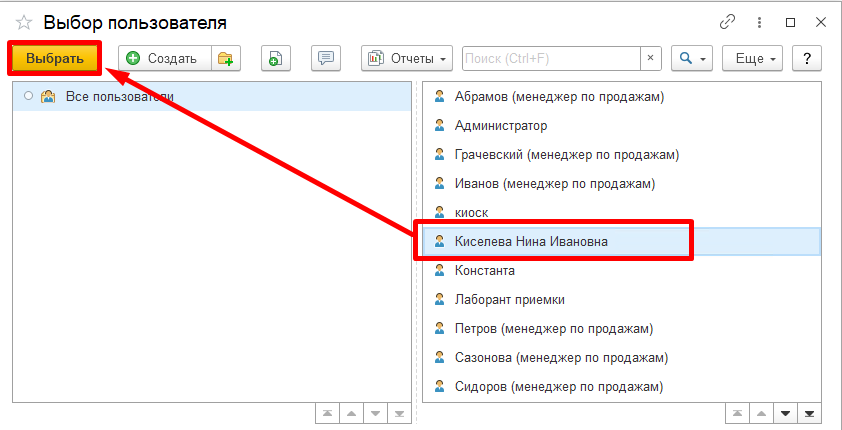 Выбор пользователя
Выбрать Создать Отчеты Поиск (Ctrl+F) × Еще ?
Все пользователи
Абрамов (менеджер по продажам)
Администратор
Грачевский (менеджер по продажам)
Иванов (менеджер по продажам)
киоск
Киселева Нина Ивановна
Константа
Лаборант приемки
Петров (менеджер по продажам)
Сазонова (менеджер по продажам)
Сидоров (менеджер по продажам)